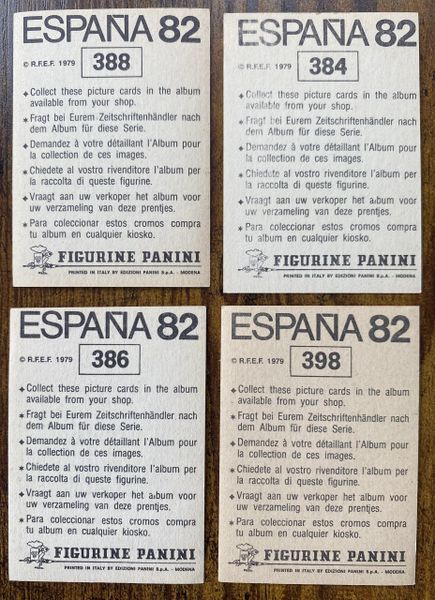 ESPAÑA 82
© R.F.E.F. 1979
388
Collect these picture cards in the album
available from your shop.
Fragt bei Eurem Zeitschriftenhändler nach
dem Album für diese Serie.
Demandez à votre détaillant l'Album pour
la collection de ces images.
Chiedete al vostro rivenditore l'album per
la raccolta di queste figurine.
Vraagt aan uw verkoper het album voor
uw verzameling van deze prentjes.
Para coleccionar estos cromos compra
tu album en cualquier kiosko.
FIGURINE PANINI
PRINTED IN ITALY BY EDIZIONI PANINI S.p.A. - MODENA
ESPAÑA 82
© R.F.E.F. 1979
384
Collect these picture cards in the album
available from your shop.
Fragt bei Eurem Zeitschriftenhändler nach
dem Album für diese Serie.
Demandez à votre détaillant l'Album pour
la collection de ces images.
Chiedete al vostro rivenditore l'album per
la raccolta di queste figurine.
Vraagt aan uw verkoper het album voor
uw verzameling van deze prentjes.
Para coleccionar estos cromos compra
tu album en cualquier kiosko.
FIGURINE PANINI
PRINTED IN ITALY BY EDIZIONI PANINI S.p.A. - MODENA
ESPAÑA 82
© R.F.E.F. 1979
386
Collect these picture cards in the album
available from your shop.
Fragt bei Eurem Zeitschriftenhändler nach
dem Album für diese Serie.
Demandez à votre détaillant l'Album pour
la collection de ces images.
Chiedete al vostro rivenditore l'album per
la raccolta di queste figurine.
Vraagt aan uw verkoper het album voor
uw verzameling van deze prentjes.
Para coleccionar estos cromos compra
tu album en cualquier kiosko.
FIGURINE PANINI
PRINTED IN ITALY BY EDIZIONI PANINI S.p.A. - MODENA
ESPAÑA 82
© R.F.E.F. 1979
398
Collect these picture cards in the album
available from your shop.
Fragt bei Eurem Zeitschriftenhändler nach
dem Album für diese Serie.
Demandez à votre détaillant l'Album pour
la collection de ces images.
Chiedete al vostro rivenditore l'album per
la raccolta di queste figurine.
Vraagt aan uw verkoper het album voor
uw verzameling van deze prentjes.
Para coleccionar estos cromos compra
tu album en cualquier kiosko.
FIGURINE PANINI
PRINTED IN ITALY BY EDIZIONI PANINI S.p.A. - MODENA